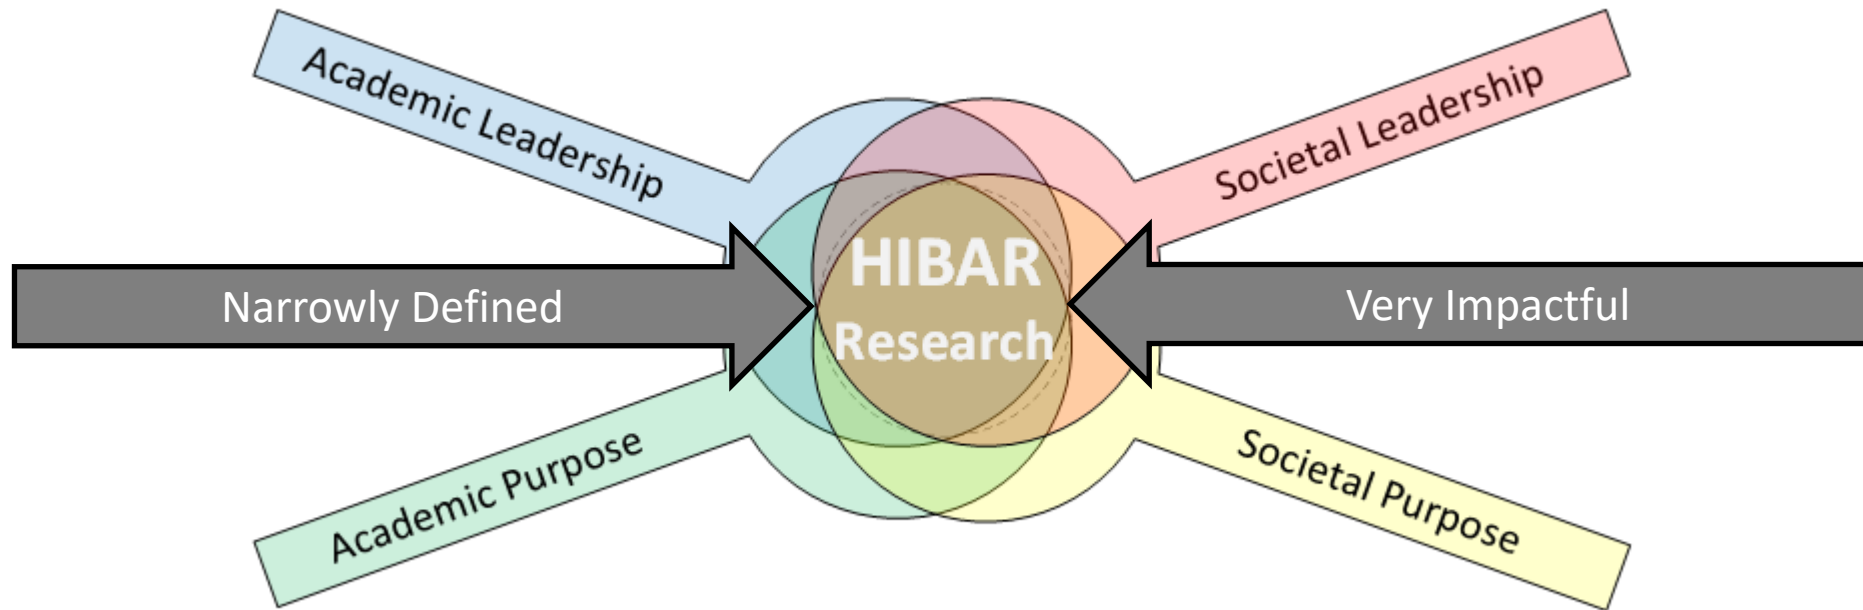 Academic Leadership
Societal Leadership
Narrowly Defined
HIBAR
Research
Very Impactful
Academic Purpose
Societal Purpose